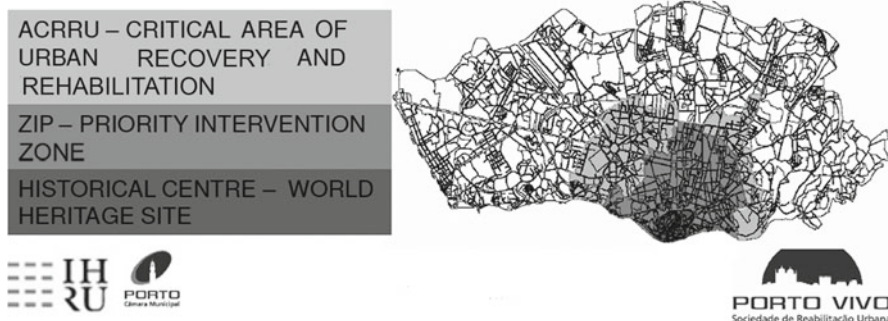 ACRRU – CRITICAL AREA OF
URBAN RECOVERY AND
REHABILITATION
ZIP – PRIORITY INTERVENTION
ZONE
HISTORICAL CENTRE – WORLD
HERITAGE SITE
IH
RU
PORTO
Câmara Municipal
PORTO VIVO
Sociedade de Reabilitação Urbana